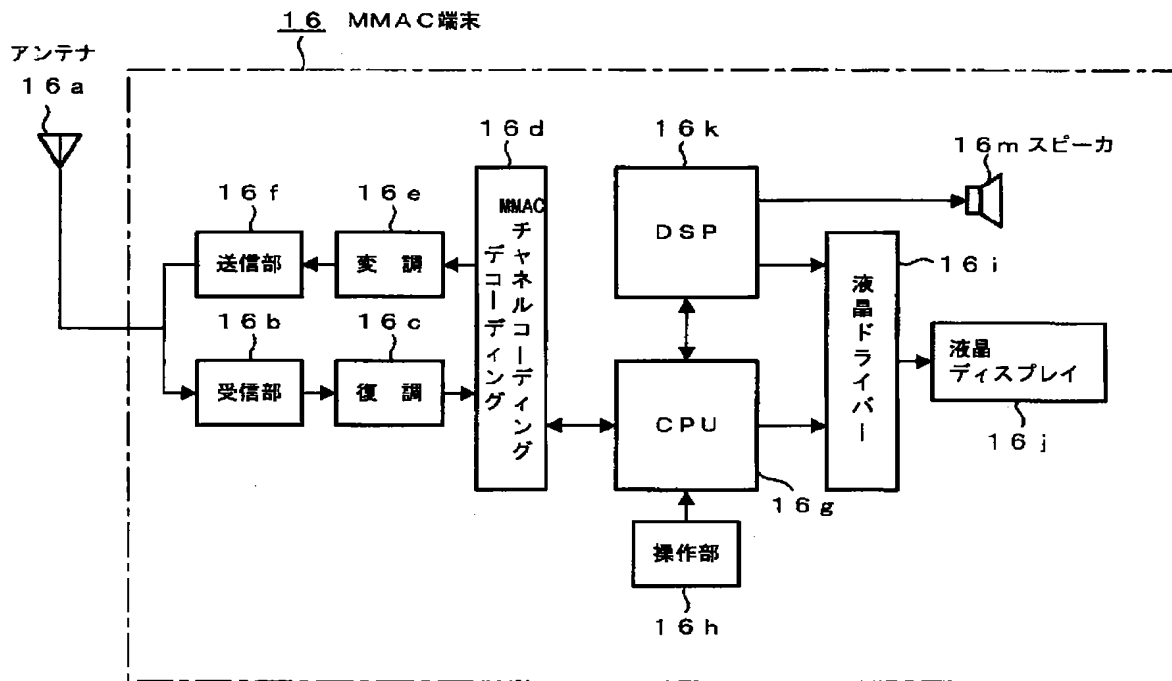 １６ ＭＭＡＣ端末
アンテナ
１６ａ
１６ｄ
１６ｋ
１６ｍ スピーカ
１６ｆ
１６ｅ
MMAC
チャネルコーディング
デコーディング
ＤＳＰ
送信部
変調
１６ｉ
１６ｂ
１６ｃ
液晶ドライバー
液晶
ディスプレイ
受信部
復調
ＣＰＵ
１６ｊ
１６ｇ
操作部
１６ｈ